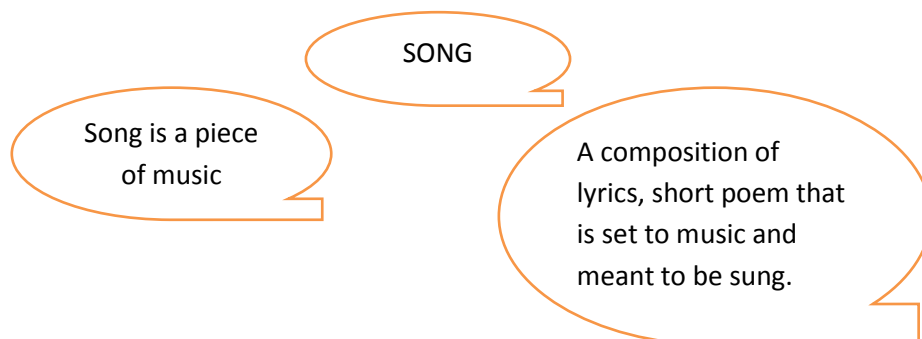 SONG
Song is a piece
of music
A composition of
lyrics, short poem that
is set to music and
meant to be sung.